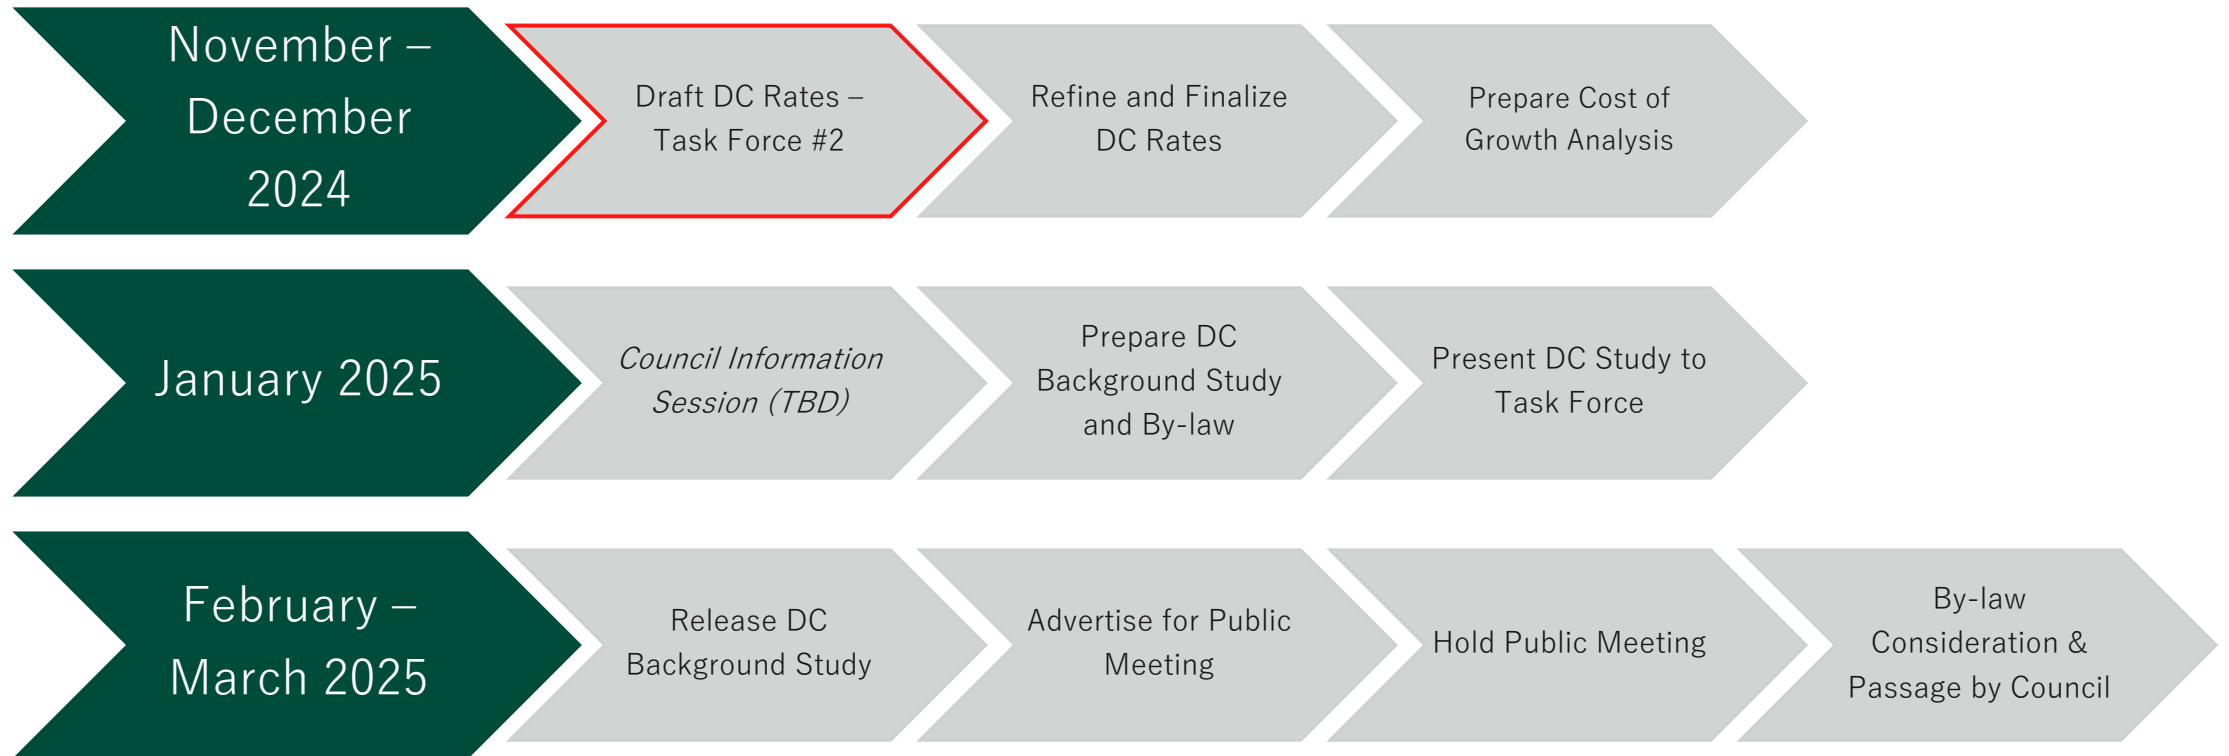 November –
December
2024
Draft DC Rates –
Task Force #2
Refine and Finalize
DC Rates
Prepare Cost of
Growth Analysis
January 2025
Council Information
Session (TBD)
Prepare DC
Background Study
and By-law
Present DC Study to
Task Force
February –
March 2025
Release DC
Background Study
Advertise for Public
Meeting
Hold Public Meeting
By-law
Consideration &
Passage by Council